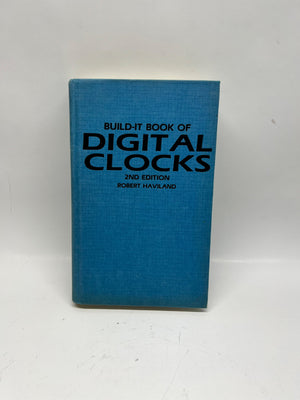 BUILD-IT BOOK OF
DIGITAL
CLOCKS
2ND EDITION
ROBERT HAVILAND